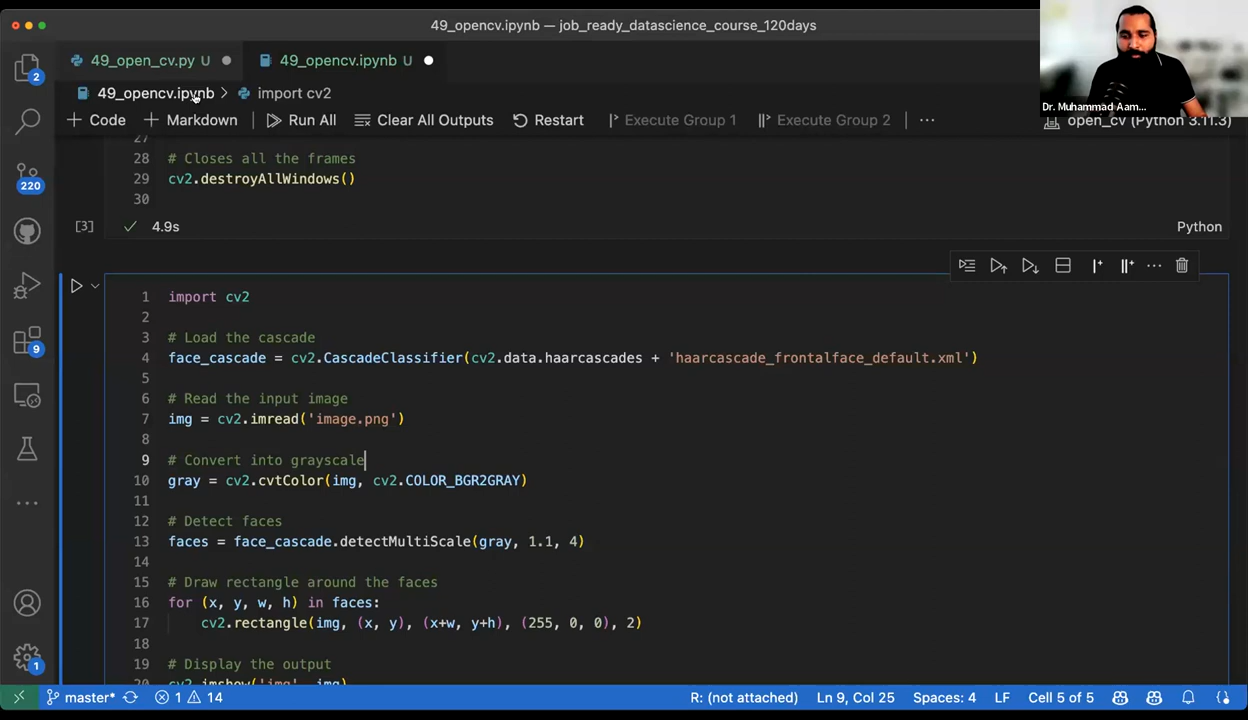 49_opencv.ipynb — job_ready_datascience_course_120days
49_open_cv.py U
49_opencv.ipynb U
49_opencv.ipynb > import cv2
+ Code + Markdown Run All Clear All Outputs Restart Execute Group 1 Execute Group 2 ...
open_cv (Python 3.11.3)
Dr. Muhammad Aam...
2
220
9
1
27
28 # Closes all the frames
29 cv2.destroyAllWindows()
30
[3] 4.9s Python
1 import cv2
2
3 # Load the cascade
4 face_cascade = cv2.CascadeClassifier(cv2.data.haarcascades + 'haarcascade_frontalface_default.xml')
5
6 # Read the input image
7 img = cv2.imread('image.png')
8
9 # Convert into grayscale
10 gray = cv2.cvtColor(img, cv2.COLOR_BGR2GRAY)
11
12 # Detect faces
13 faces = face_cascade.detectMultiScale(gray, 1.1, 4)
14
15 # Draw rectangle around the faces
16 for (x, y, w, h) in faces:
17 cv2.rectangle(img, (x, y), (x+w, y+h), (255, 0, 0), 2)
18
19 # Display the output
20 cv2.imshow('img', img)
master* 1 14 R: (not attached) Ln 9, Col 25 Spaces: 4 LF Cell 5 of 5